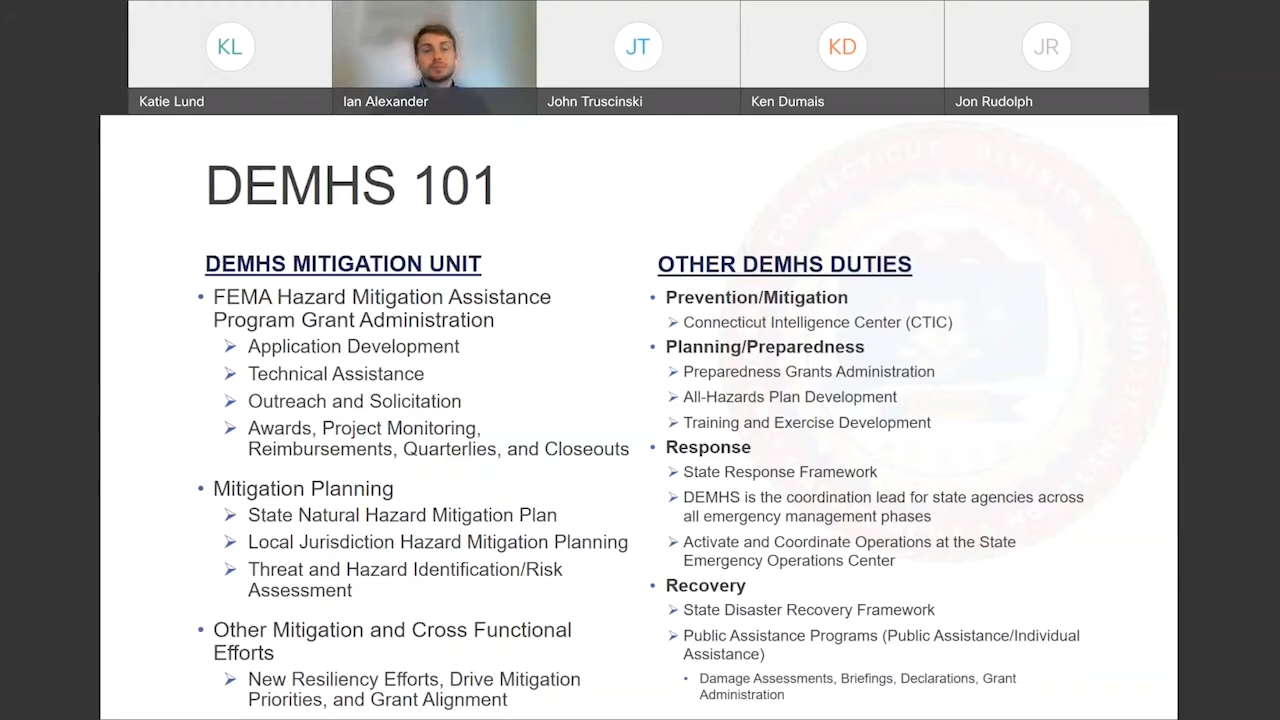 KL
JT
KD
JR
Katie Lund
Ian Alexander
John Truscinski
Ken Dumais
Jon Rudolph
CONNECTICUT DIVISION
DEMHS 101
DEMHS MITIGATION UNIT
• FEMA Hazard Mitigation Assistance
Program Grant Administration
➢ Application Development
➢ Technical Assistance
➢ Outreach and Solicitation
➢ Awards, Project Monitoring,
Reimbursements, Quarterlies, and Closeouts
• Mitigation Planning
➢ State Natural Hazard Mitigation Plan
➢ Local Jurisdiction Hazard Mitigation Planning
➢ Threat and Hazard Identification/Risk
Assessment
• Other Mitigation and Cross Functional
Efforts
➢ New Resiliency Efforts, Drive Mitigation
Priorities, and Grant Alignment
OTHER DEMHS DUTIES
• Prevention/Mitigation
➢ Connecticut Intelligence Center (CTIC)
• Planning/Preparedness
➢ Preparedness Grants Administration
➢ All-Hazards Plan Development
➢ Training and Exercise Development
• Response
➢ State Response Framework
➢ DEMHS is the coordination lead for state agencies across
all emergency management phases
➢ Activate and Coordinate Operations at the State
Emergency Operations Center
• Recovery
➢ State Disaster Recovery Framework
➢ Public Assistance Programs (Public Assistance/Individual
Assistance)
• Damage Assessments, Briefings, Declarations, Grant
Administration